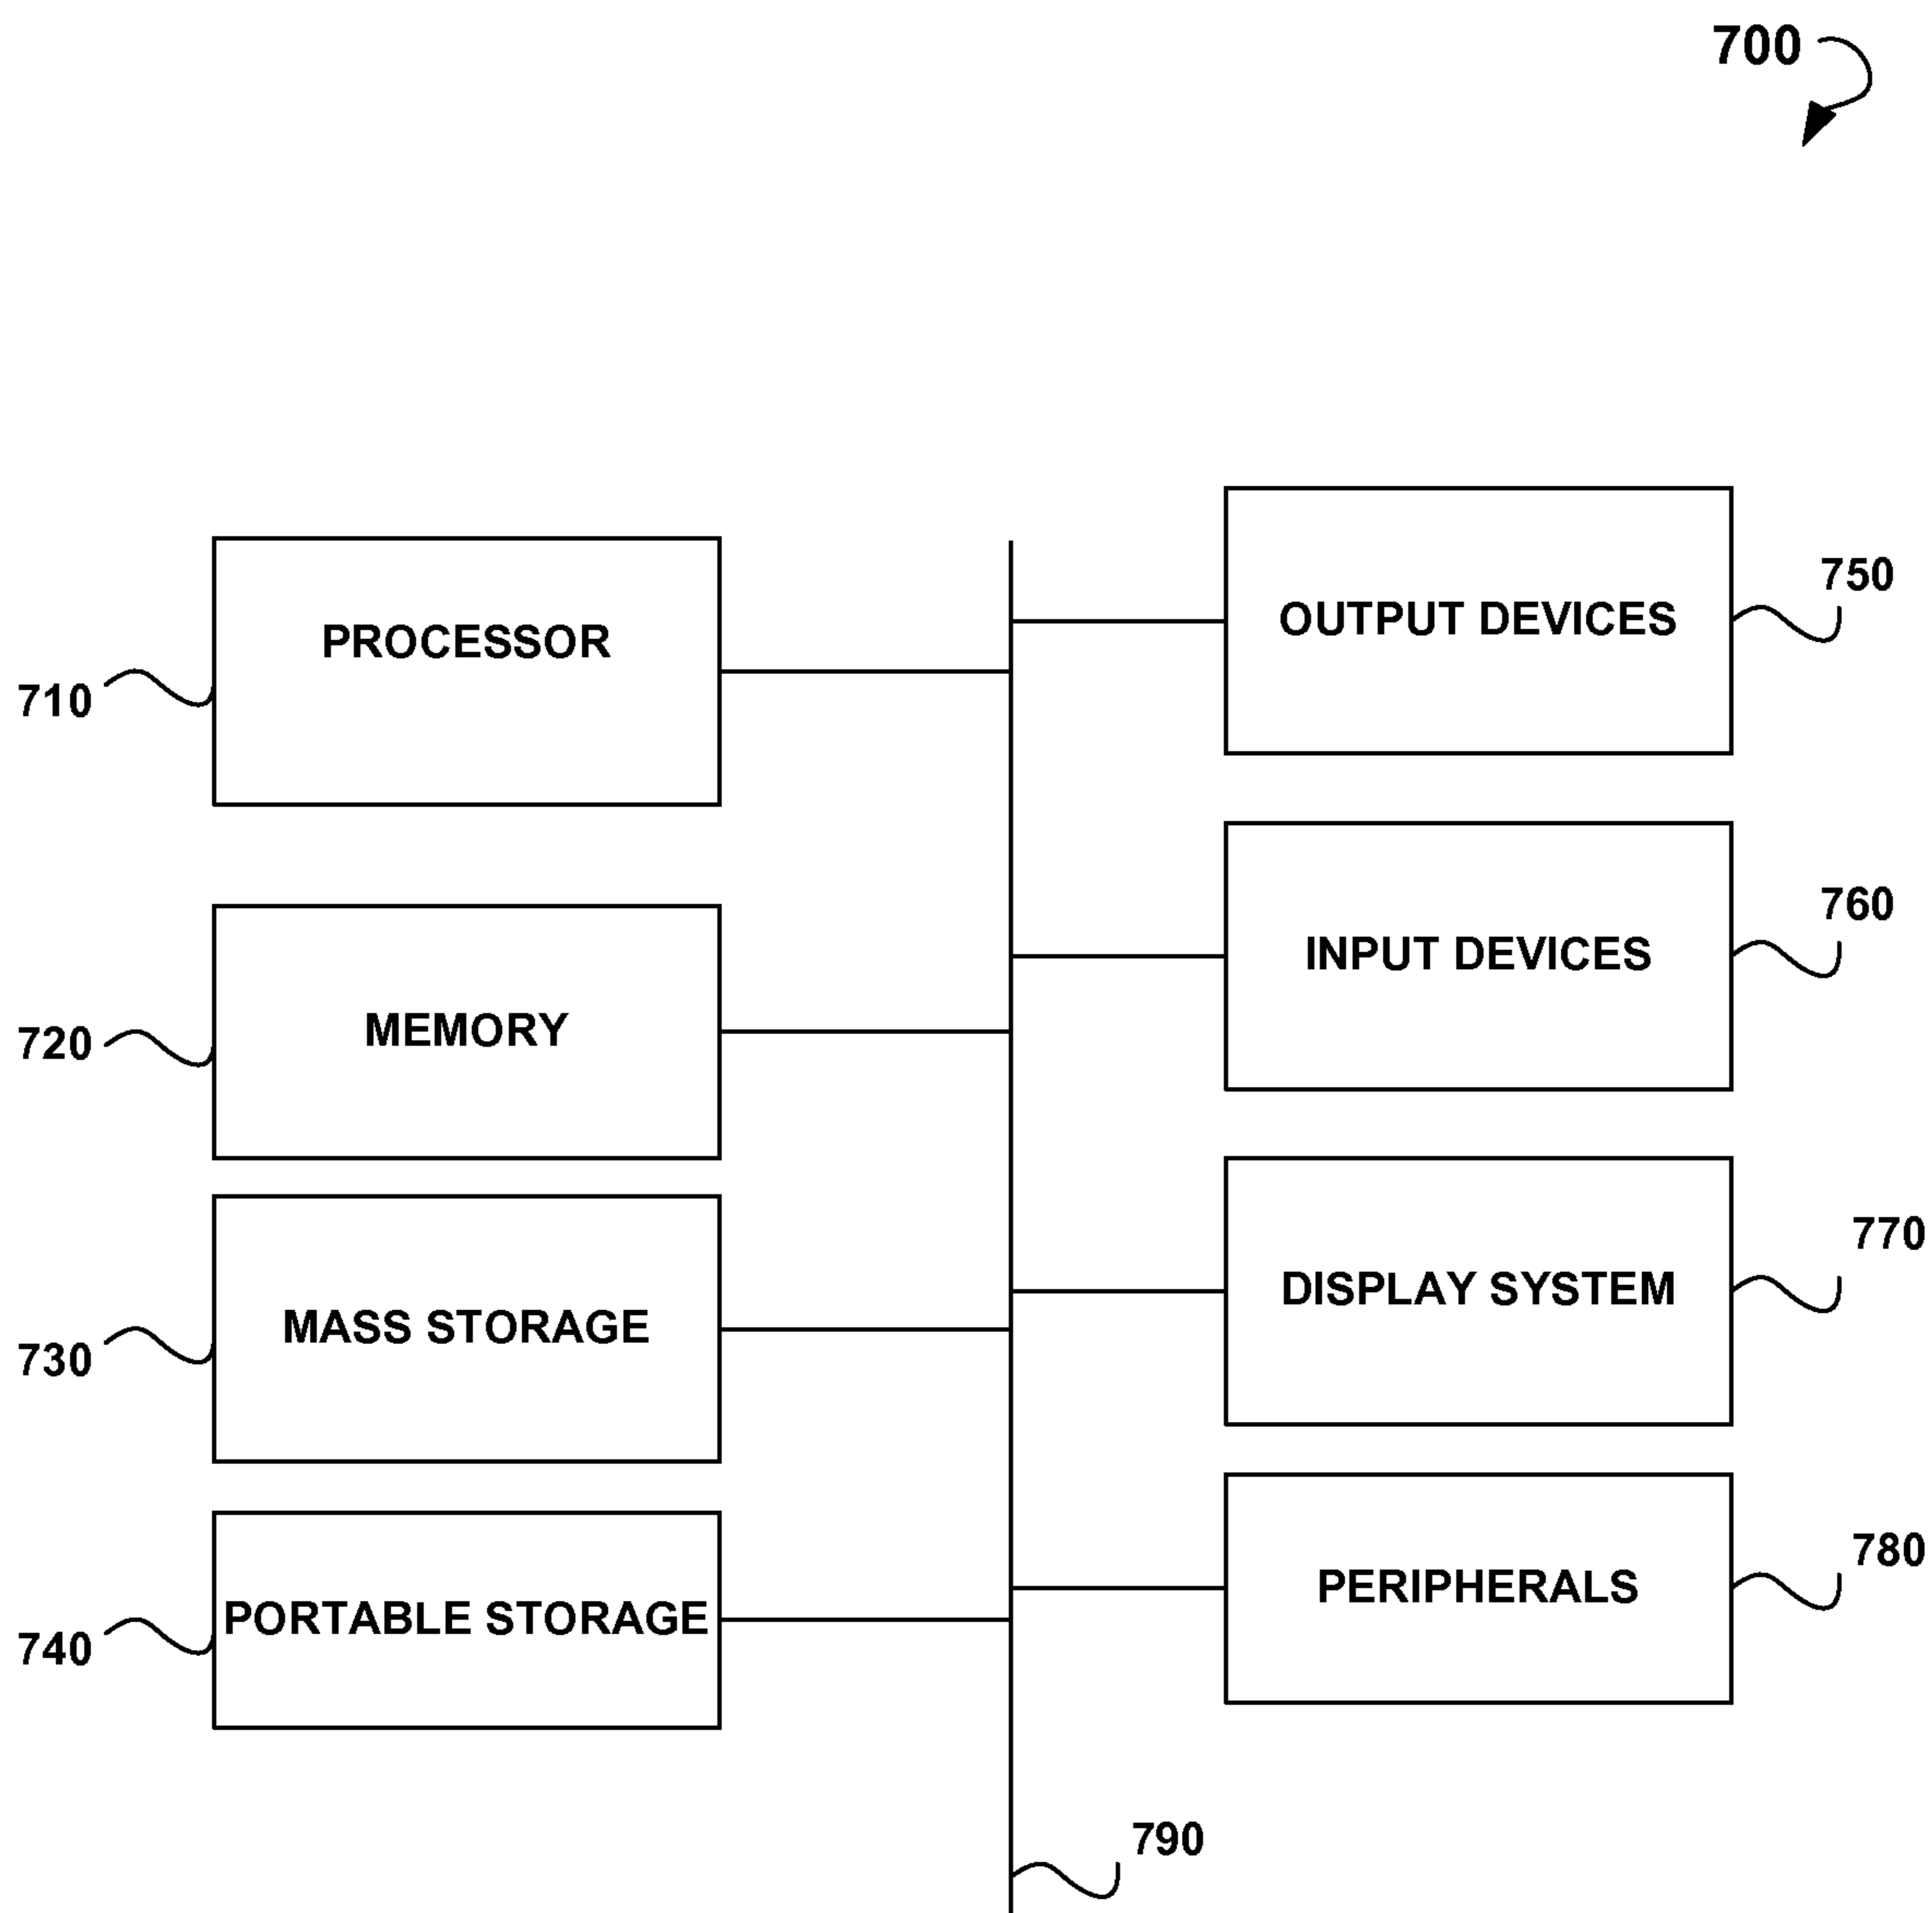 700
PROCESSOR
710
MEMORY
720
MASS STORAGE
730
PORTABLE STORAGE
740
OUTPUT DEVICES
750
INPUT DEVICES
760
DISPLAY SYSTEM
770
PERIPHERALS
780
790